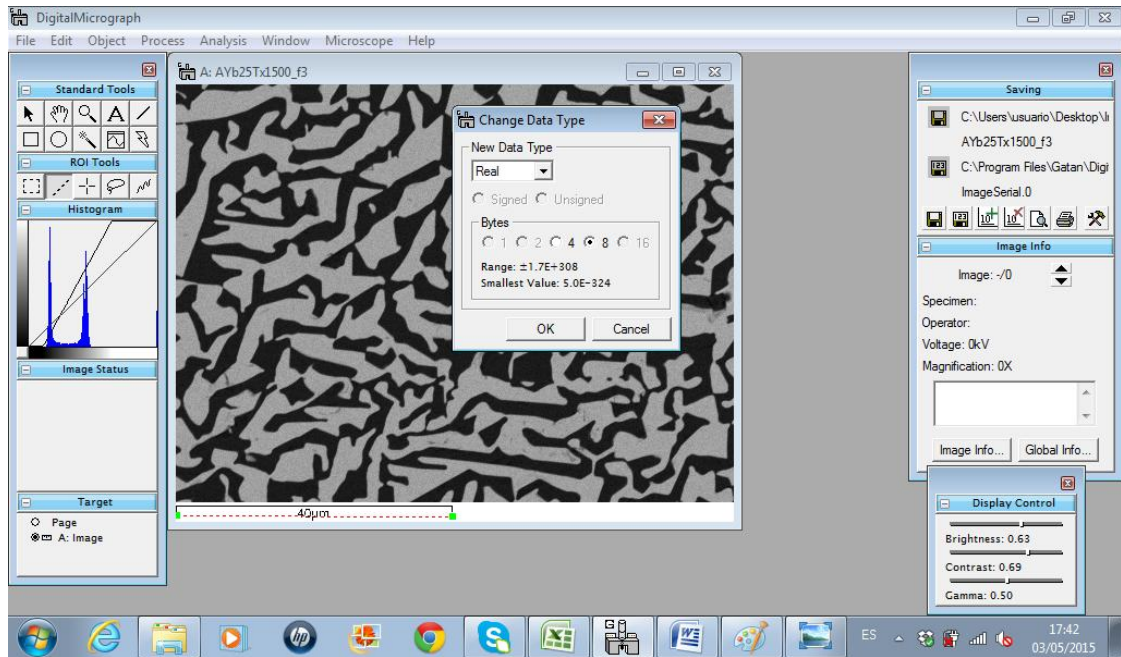 DigitalMicrograph
File Edit Object Process Analysis Window Microscope Help
Standard Tools
A
ROI Tools
Histogram
Image Status
Target
Page
A: Image
A: AYb25Tx1500_f3
40µm
Change Data Type
New Data Type
Real
Signed Unsigned
Bytes
1 2 4 8 16
Range: ±1.7E+308
Smallest Value: 5.0E-324
OK Cancel
Saving
C:\Users\usuario\Desktop\I
AYb25Tx1500_f3
123 C:\Program Files\Gatan\Digi
ImageSerial.0
Image Info
Image: -/0
Specimen:
Operator:
Voltage: 0kV
Magnification: 0X
Image Info... Global Info...
Display Control
Brightness: 0.63
Contrast: 0.69
Gamma: 0.50
hp
ES
17:42
03/05/2015